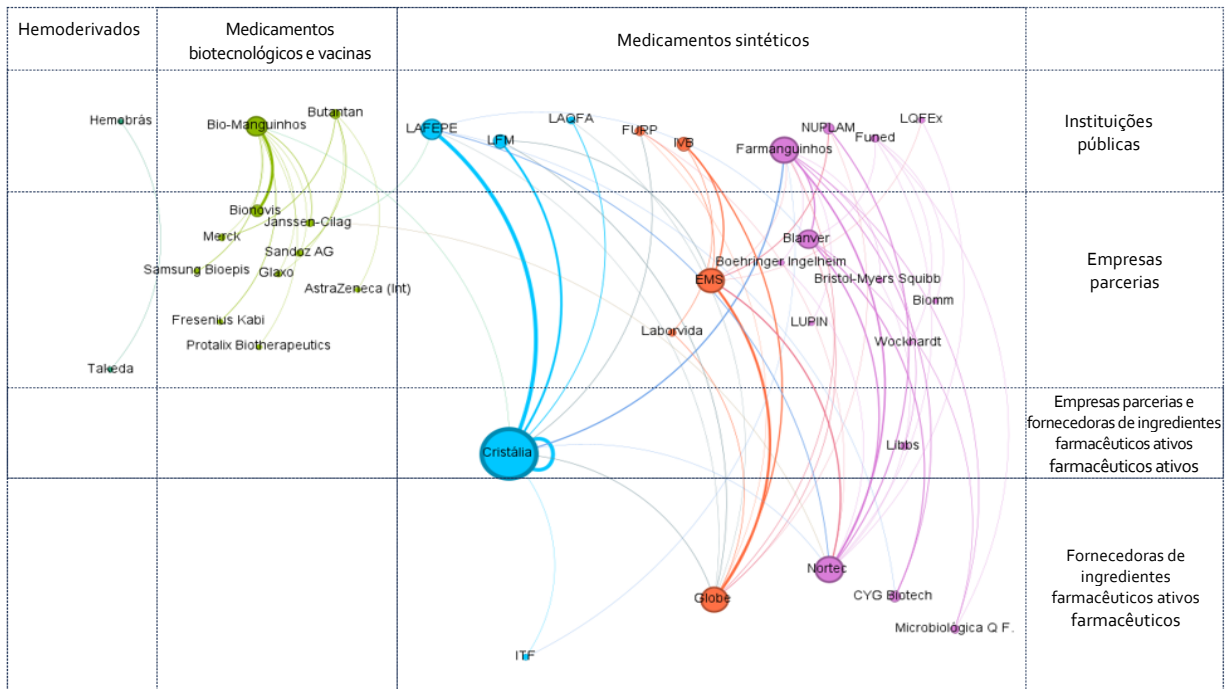 Hemoderivados
Medicamentos
biotecnológicos e vacinas
Medicamentos sintéticos
Hemobrás
Bio-Manguinhos
Butantan
LAFEPE
LFM
LAQFA
FURP
IVB
Farmanguinhos
NUPLAM
Funed
LQFEx
Instituições
públicas
Bionovis
Merck
Janssen-Cilag
Sandoz AG
Samsung Bioepis
Glaxo
AstraZeneca (Int)
Fresenius Kabi
Protalix Biotherapeutics
Takeda
Blanver
Boehringer Ingelheim
EMS
Bristol-Myers Squibb
Biomm
LUPIN
Laborvida
Wockhardt
Empresas
parcerias
Cristália
Libbs
Empresas parcerias e
fornecedoras de ingredientes
farmacêuticos ativos
farmacêuticos ativos
Nortec
Globe
CYG Biotech
Microbiológica Q F.
ITF
Fornecedoras de
ingredientes
farmacêuticos ativos
farmacêuticos